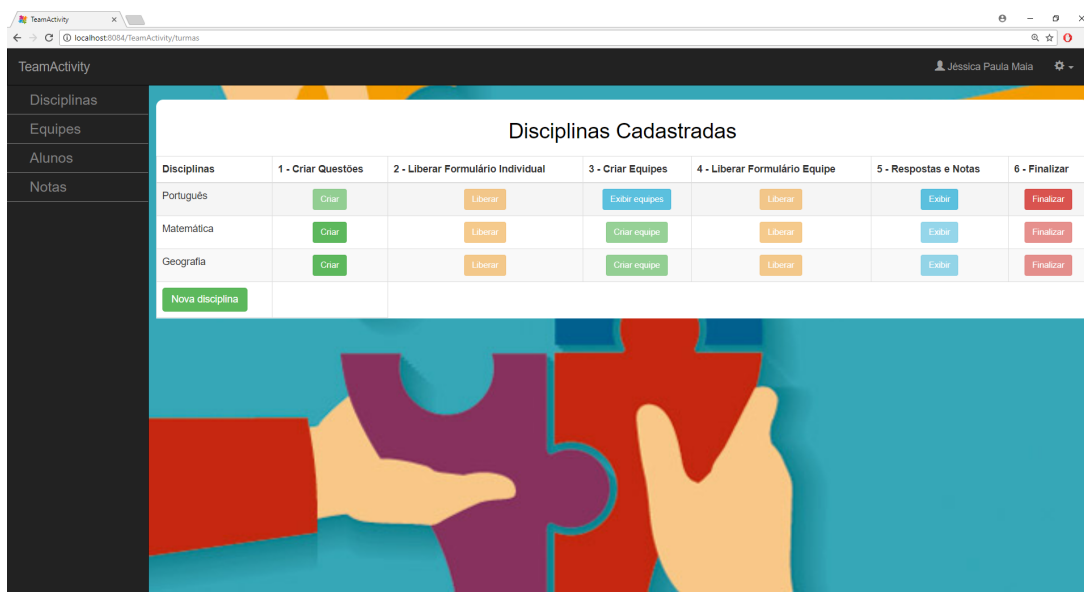 TeamActivity
localhost:8084/TeamActivity/turmas
TeamActivity
Jéssica Paula Maia
Disciplinas
Equipes
Alunos
Notas
Disciplinas Cadastradas
Disciplinas 1 - Criar Questões 2 - Liberar Formulário Individual 3 - Criar Equipes 4 - Liberar Formulário Equipe 5 - Respostas e Notas 6 - Finalizar
Português Criar Liberar Exibir equipes Liberar Exibir Finalizar
Matemática Criar Liberar Criar equipe Liberar Exibir Finalizar
Geografia Criar Liberar Criar equipe Liberar Exibir Finalizar
Nova disciplina